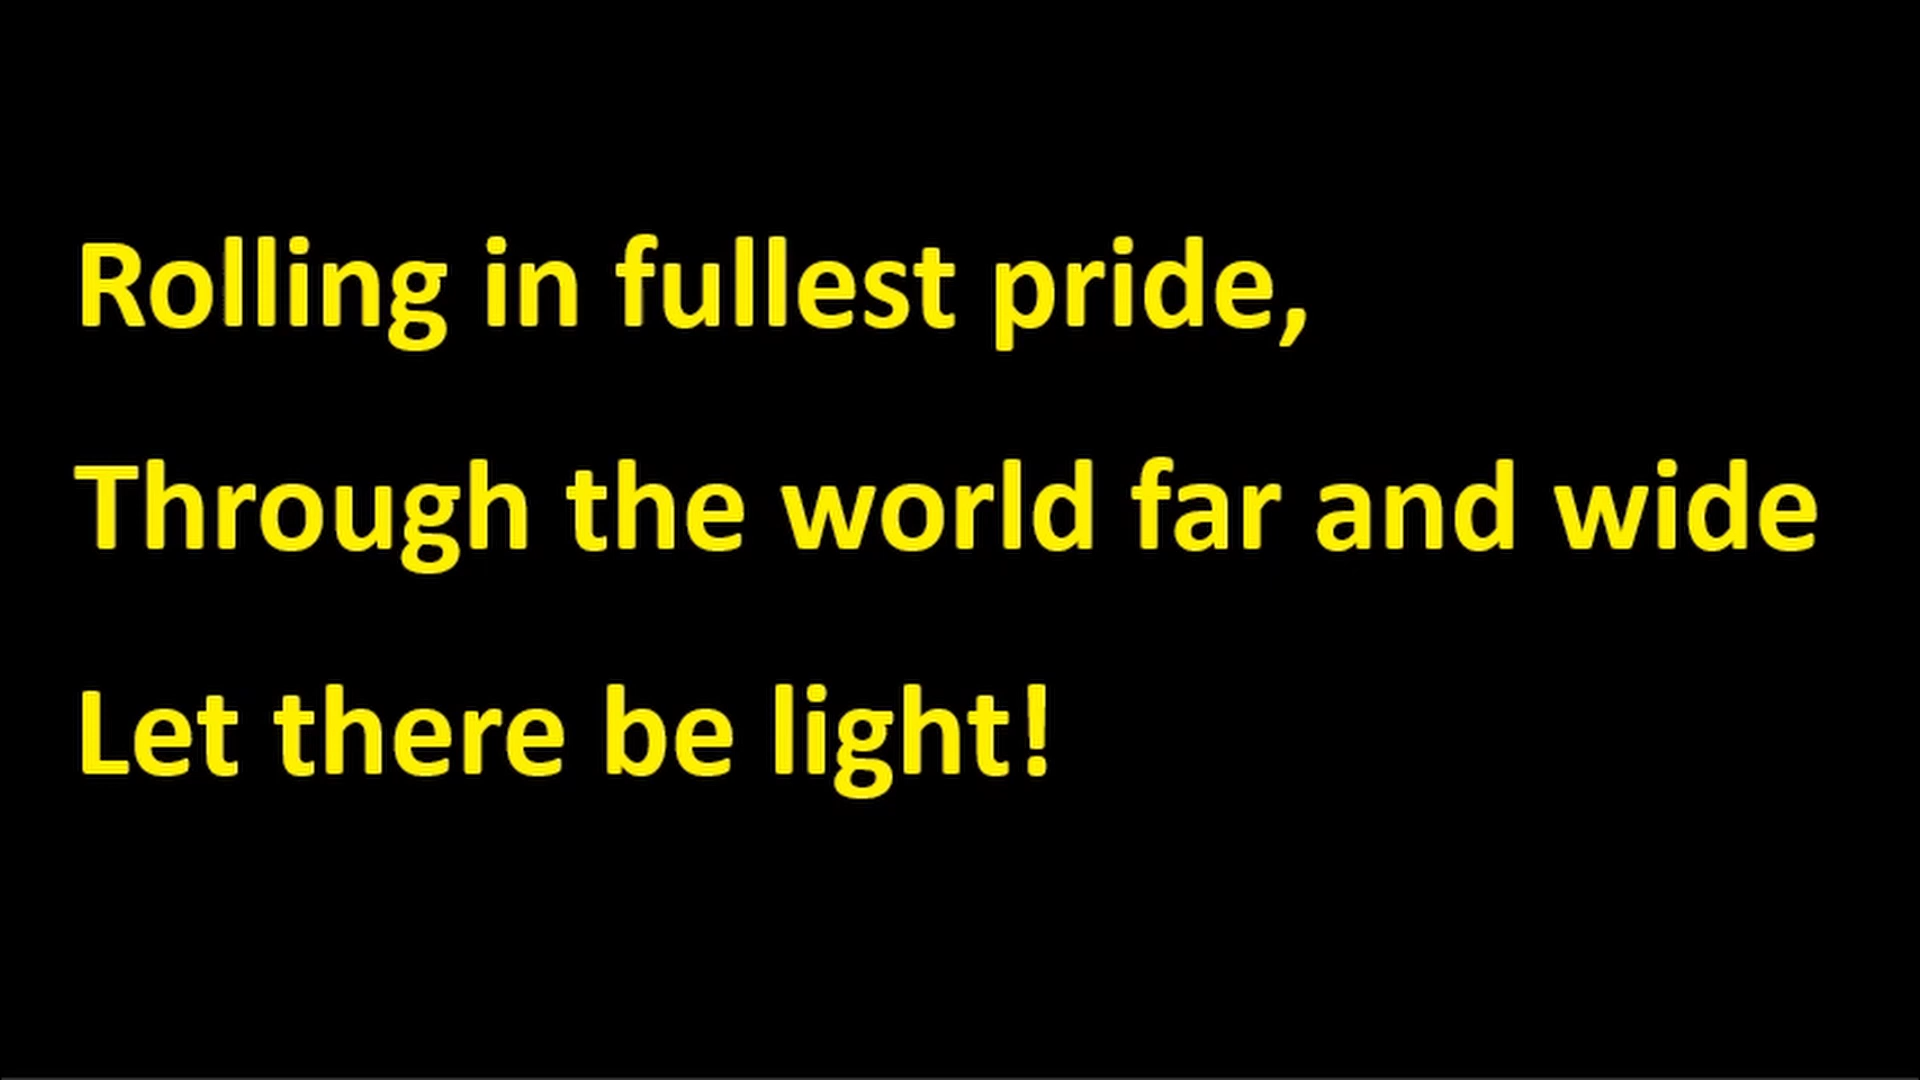 Rolling in fullest pride,
Through the world far and wide
Let there be light!